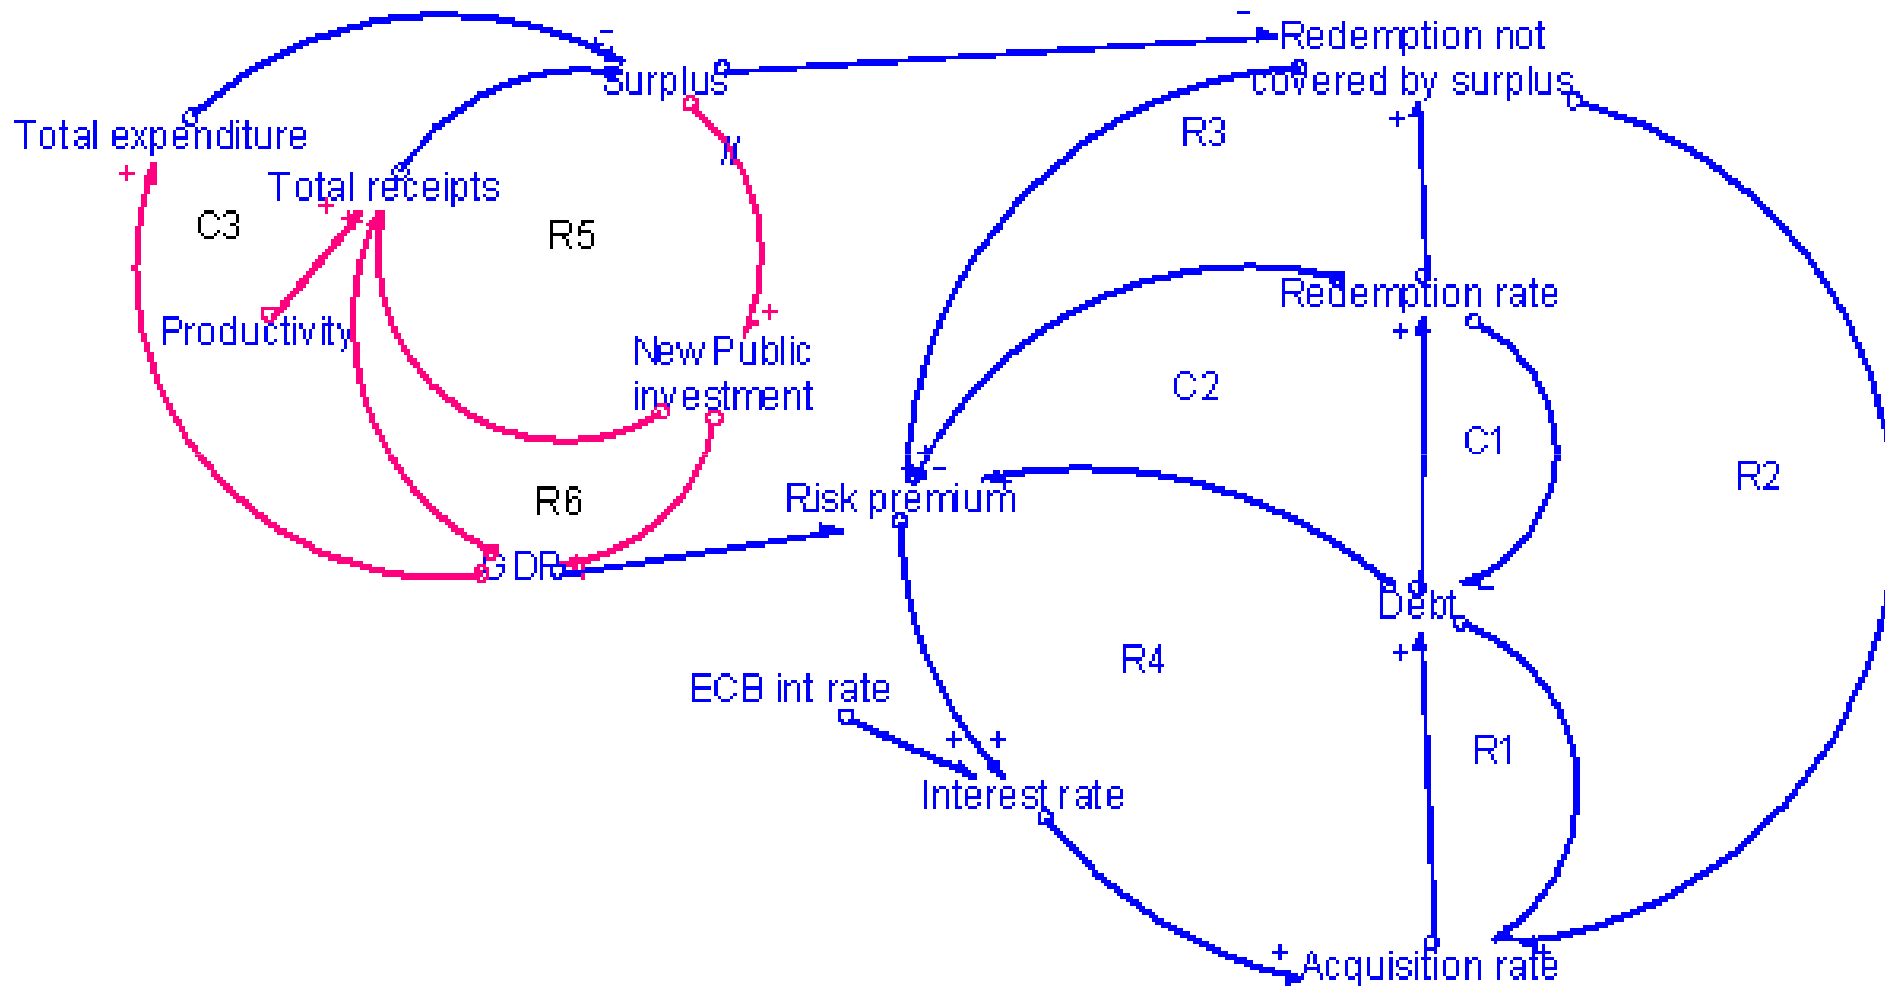 Redemption not
covered by surplus
Surplus
Total expenditure
Total receipts
R3
C3
R5
Redemption rate
Productivity
New Public
investment
C2
C1
R2
R6
Risk premium
GDP
Debt
R4
ECB int rate
R1
Interest rate
Acquisition rate